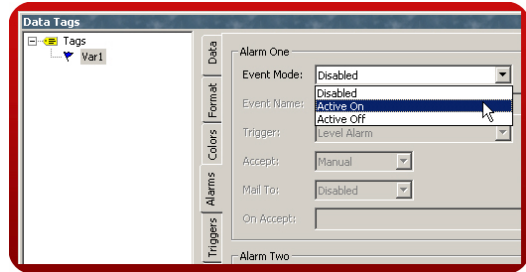 Data Tags
Tags
Var1
Data
Format
Colors
Alarms
Triggers
Alarm One
Event Mode: Disabled
Disabled
Active On
Active Off
Event Name:
Trigger: Level Alarm
Accept: Manual
Mail To: Disabled
On Accept:
Alarm Two